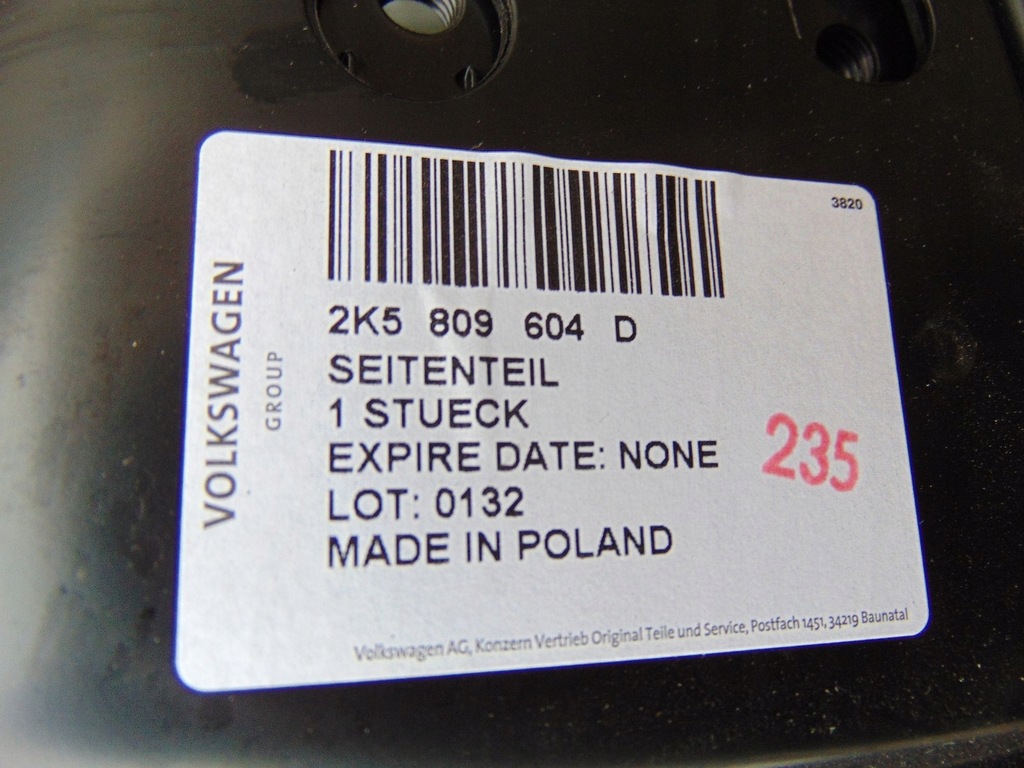 3820
VOLKSWAGEN
GROUP
2K5 809 604 D
SEITENTEIL
1 STUECK
EXPIRE DATE: NONE
235
LOT: 0132
MADE IN POLAND
Volkswagen AG, Konzern Vertrieb Original Teile und Service, Postfach 1451, 34219 Baunatal